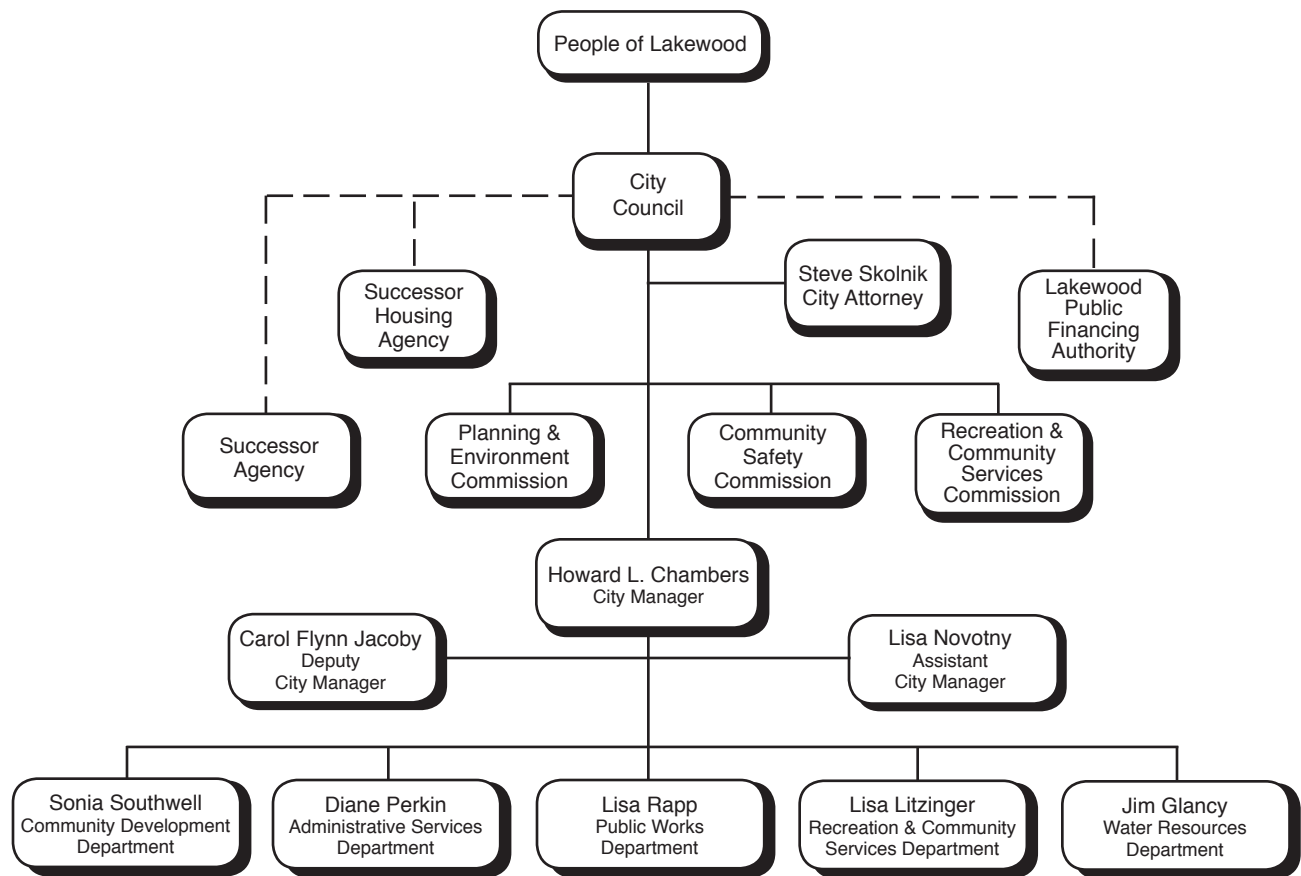 People of Lakewood
City
Council
Steve Skolnik
City Attorney
Successor
Housing
Agency
Lakewood
Public
Financing
Authority
Successor
Agency
Planning &
Environment
Commission
Community
Safety
Commission
Recreation &
Community
Services
Commission
Howard L. Chambers
City Manager
Carol Flynn Jacoby
Deputy
City Manager
Lisa Novotny
Assistant
City Manager
Sonia Southwell
Community Development
Department
Diane Perkin
Administrative Services
Department
Lisa Rapp
Public Works
Department
Lisa Litzinger
Recreation & Community
Services Department
Jim Glancy
Water Resources
Department